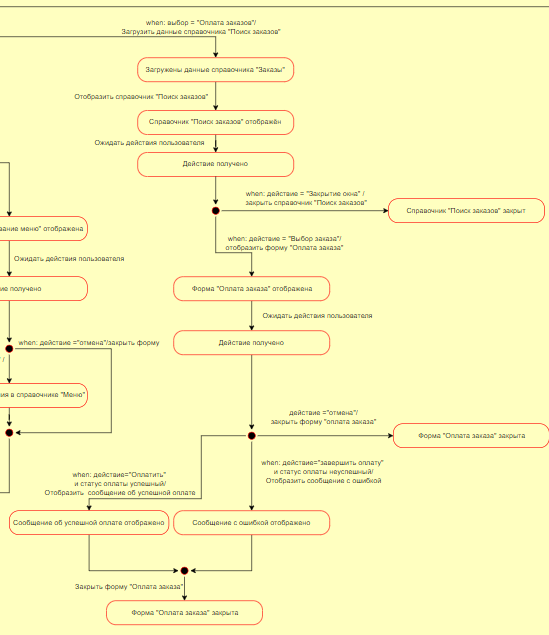 when: выбор = "Оплата заказов"/
Загрузить данные справочника "Поиск заказов"
Загружены данные справочника "Заказы"
Отобразить справочник "Поиск заказов"
Справочник "Поиск заказов" отображён
Ожидать действия пользователя
Действие получено
when: действие = "Закрытие окна" /
закрыть справочник "Поиск заказов"
Справочник "Поиск заказов" закрыт
вание меню" отображена
when: действие = "Выбор заказа"/
отобразить форму "Оплата заказа"
Ожидать действия пользователя
ие получено
Форма "Оплата заказа" отображена
Ожидать действия пользователя
when: действие ="отмена"/закрыть форму
Действие получено
/
ия в справочнике "Меню"
действие ="отмена"/
закрыть форму "оплата заказа"
Форма "Оплата заказа" закрыта
when: действие="Оплатить"
и статус оплаты успешный/
Отобразить сообщение об успешной оплате
when: действие="завершить оплату"
и статус оплаты неуспешный/
Отобразить сообщение с ошибкой
Сообщение об успешной оплате отображено
Сообщение с ошибкой отображено
Закрыть форму "Оплата заказа"
Форма "Оплата заказа" закрыта